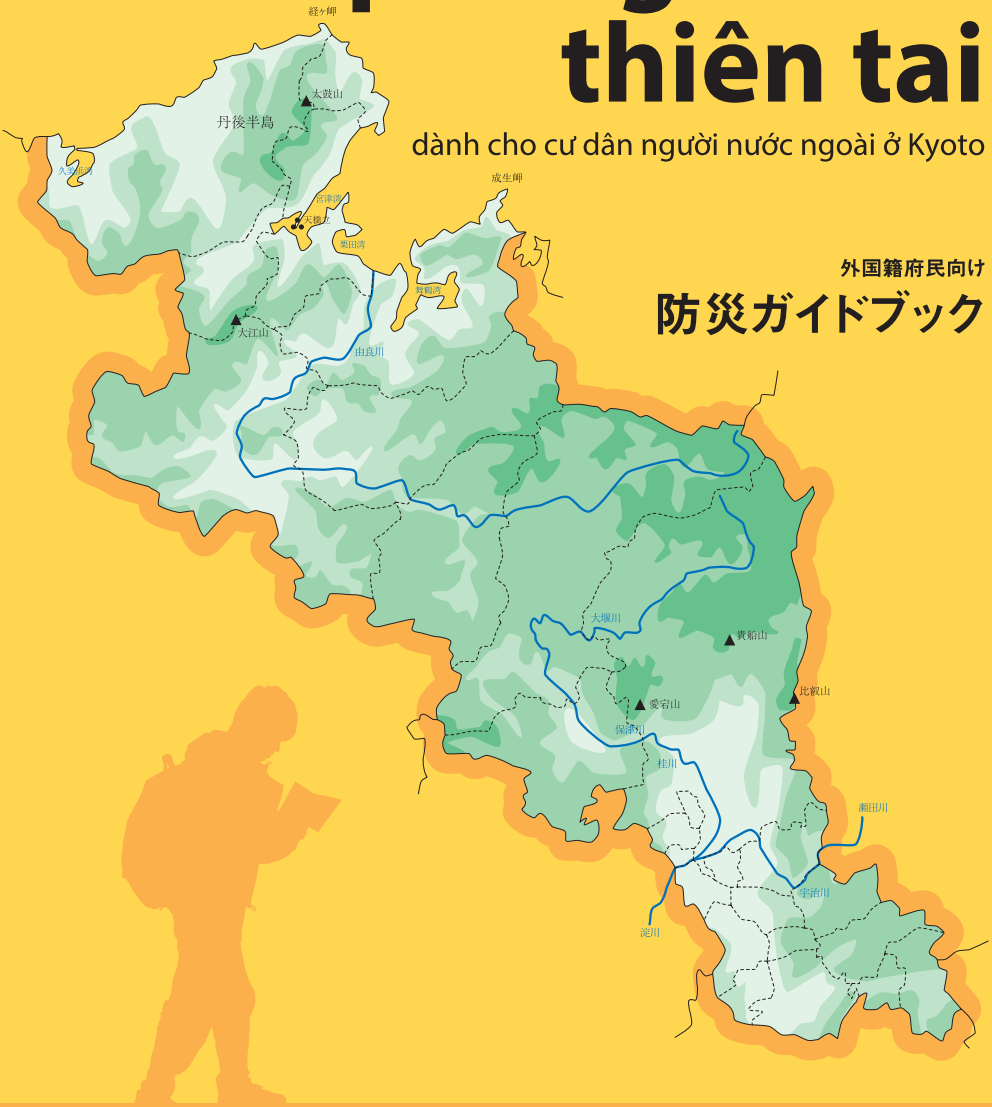 thiên tai
dành cho cư dân người nước ngoài ở Kyoto
外国籍府民向け
防災ガイドブック
経ヶ岬
太鼓山
丹後半島
久美浜湾
成生岬
宮津湾
天橋立
栗田湾
舞鶴湾
大江山
由良川
大堰川
貴船山
比叡山
愛宕山
保津川
桂川
瀬田川
宇治川
淀川